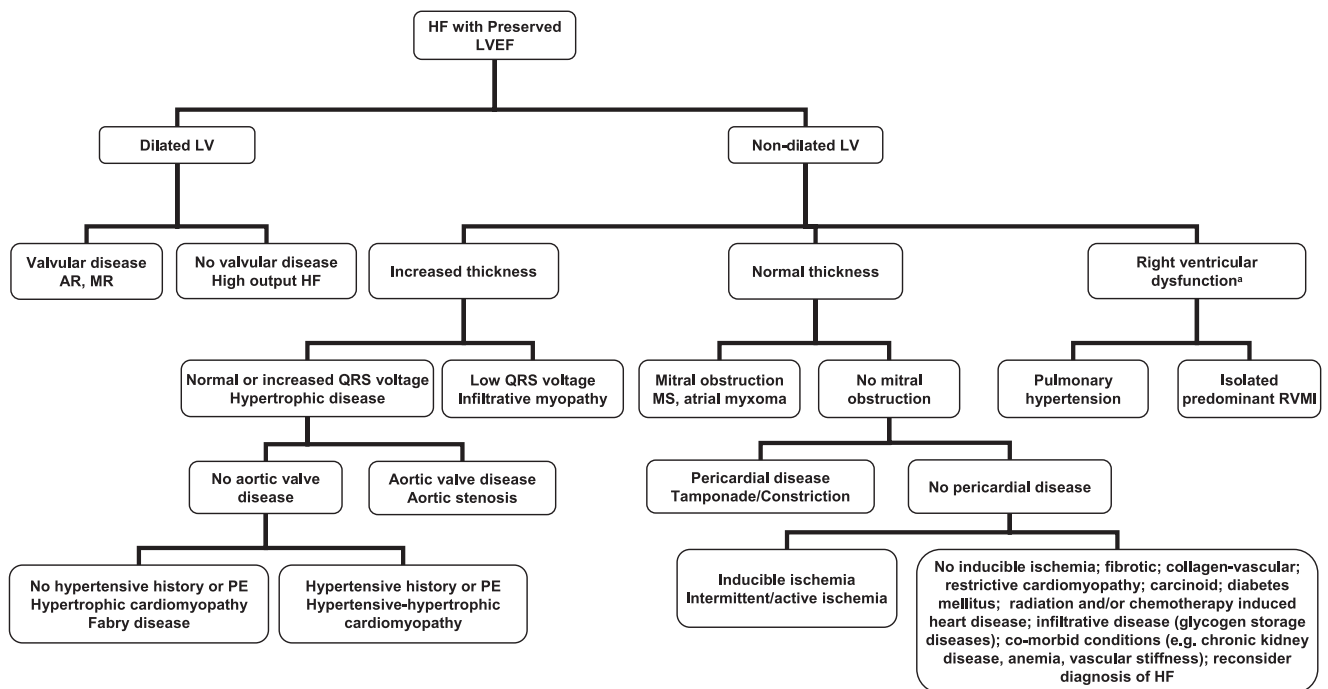 HF with Preserved
LVEF
Dilated LV
Non-dilated LV
Valvular disease
AR, MR
No valvular disease
High output HF
Increased thickness
Normal thickness
Right ventricular
dysfunctionᵃ
Normal or increased QRS voltage
Hypertrophic disease
Low QRS voltage
Infiltrative myopathy
Mitral obstruction
MS, atrial myxoma
No mitral
obstruction
Pulmonary
hypertension
Isolated
predominant RVMI
No aortic valve
disease
Aortic valve disease
Aortic stenosis
Pericardial disease
Tamponade/Constriction
No pericardial disease
No hypertensive history or PE
Hypertrophic cardiomyopathy
Fabry disease
Hypertensive history or PE
Hypertensive-hypertrophic
cardiomyopathy
Inducible ischemia
Intermittent/active ischemia
No inducible ischemia; fibrotic; collagen-vascular;
restrictive cardiomyopathy; carcinoid; diabetes
mellitus; radiation and/or chemotherapy induced
heart disease; infiltrative disease (glycogen storage
diseases); co-morbid conditions (e.g. chronic kidney
disease, anemia, vascular stiffness); reconsider
diagnosis of HF